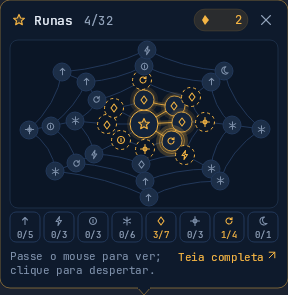 Runas 4/32 2
0/5 0/3 0/3 0/6 3/7 0/3 1/4 0/1
Passe o mouse para ver; Teia completa
clique para despertar.